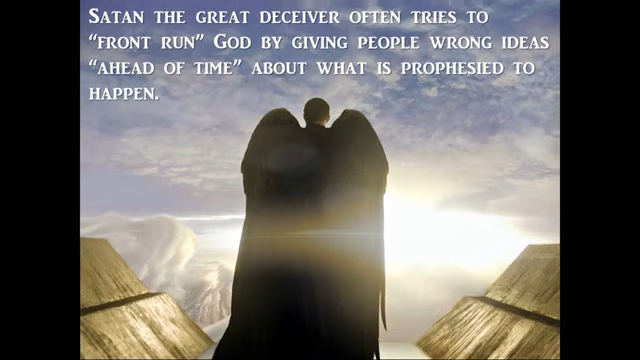 Satan the great deceiver often tries to
“front run” God by giving people wrong ideas
“ahead of time” about what is prophesied to
happen.